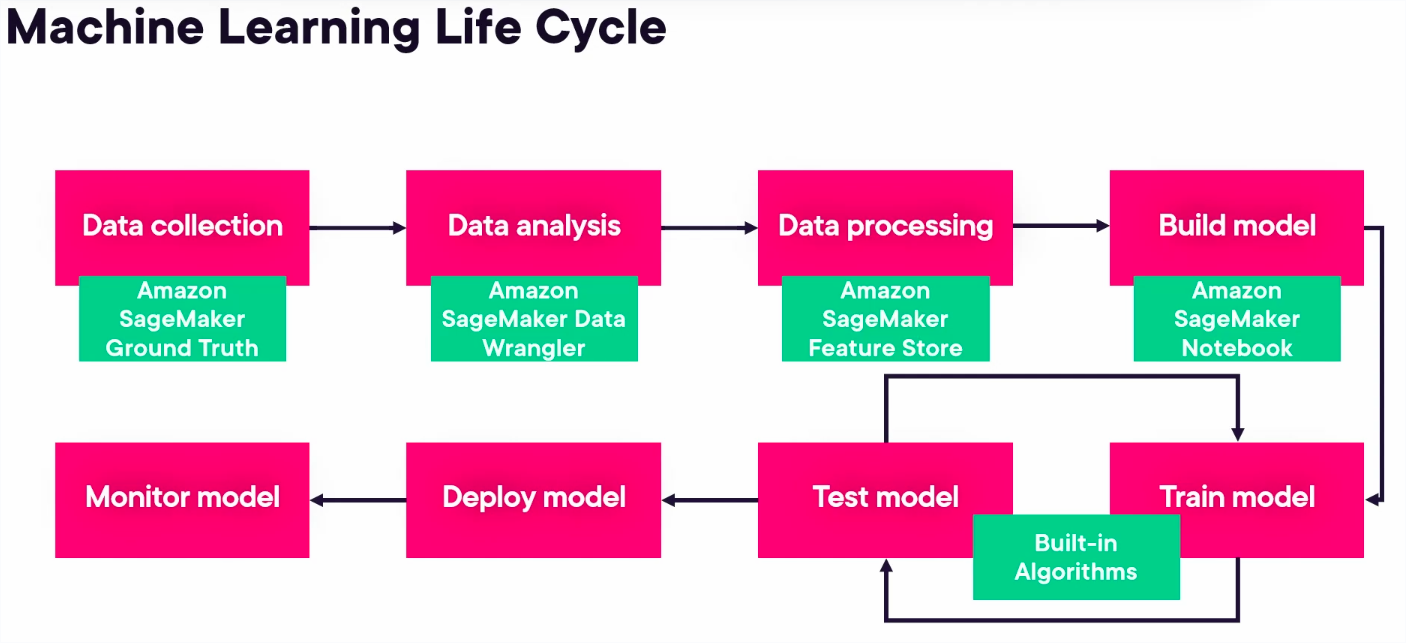 Machine Learning Life Cycle
Data collection
Amazon
SageMaker
Ground Truth
Data analysis
Amazon
SageMaker Data
Wrangler
Data processing
Amazon
SageMaker
Feature Store
Build model
Amazon
SageMaker
Notebook
Monitor model
Deploy model
Test model
Train model
Built-in
Algorithms